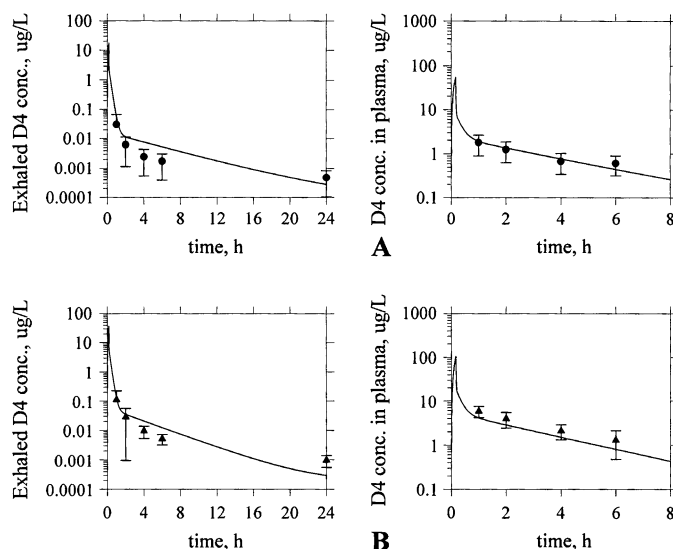 Exhaled D4 conc., ug/L
100
10
1
0.1
0.01
0.001
0.0001
0 4 8 12 16 20 24
time, h
D4 conc. in plasma, ug/L
1000
100
10
1
0.1
0 2 4 6 8
time, h
A
Exhaled D4 conc., ug/L
100
10
1
0.1
0.01
0.001
0.0001
0 4 8 12 16 20 24
time, h
D4 conc. in plasma, ug/L
1000
100
10
1
0.1
0 2 4 6 8
time, h
B